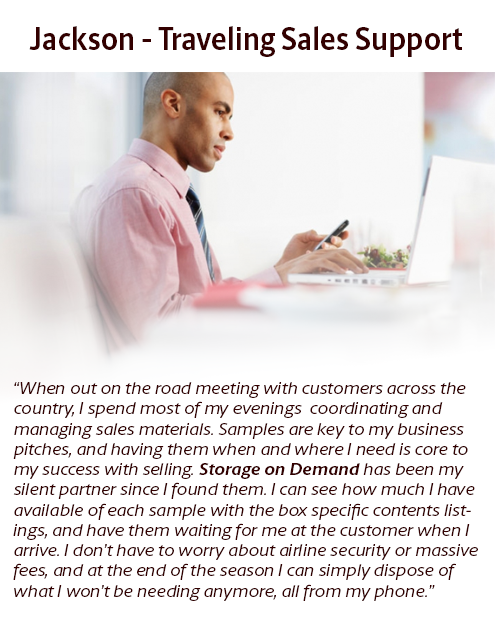 Jackson - Traveling Sales Support
“When out on the road meeting with customers across the
country, I spend most of my evenings  coordinating and
managing sales materials. Samples are key to my business
pitches, and having them when and where I need is core to
my success with selling. Storage on Demand has been my
silent partner since I found them. I can see how much I have
available of each sample with the box specific contents list-
ings, and have them waiting for me at the customer when I
arrive. I don't have to worry about airline security or massive
fees, and at the end of the season I can simply dispose of
what I won't be needing anymore, all from my phone.”